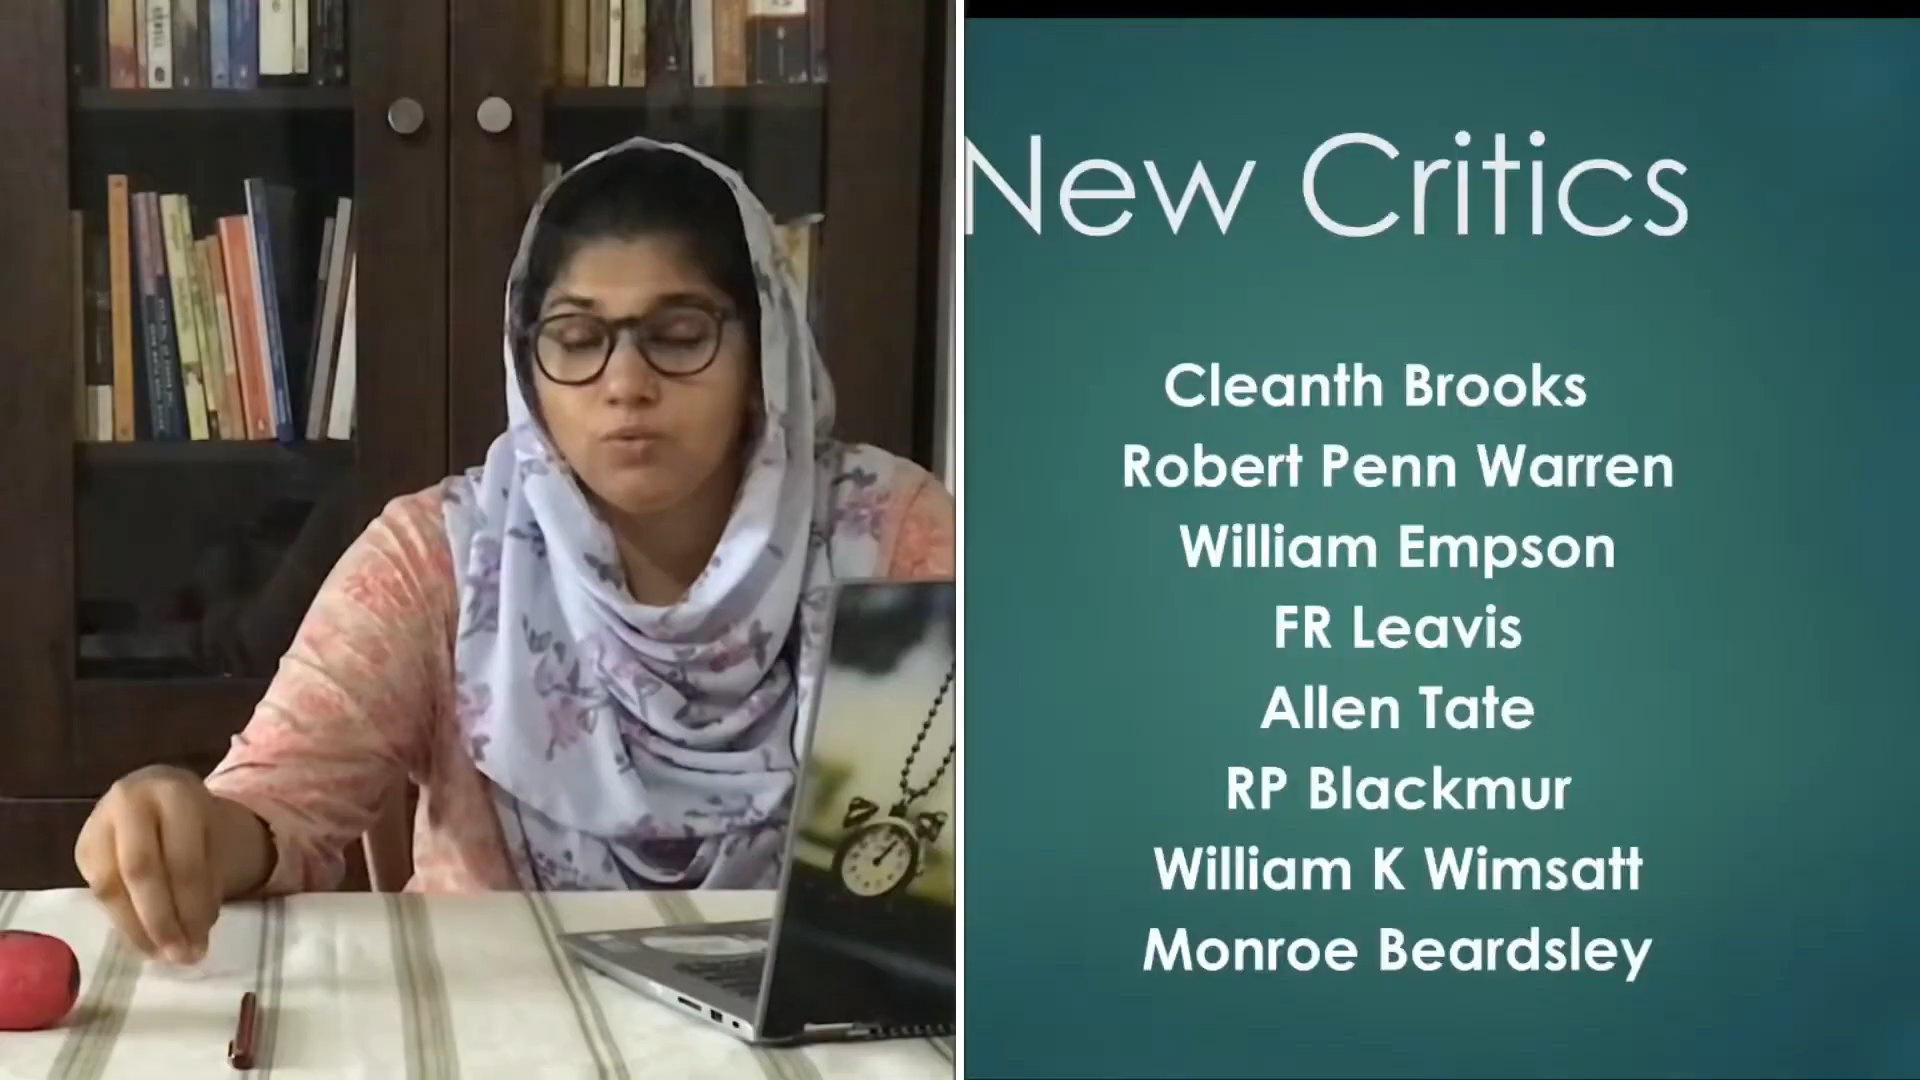 New Critics
Cleanth Brooks
Robert Penn Warren
William Empson
FR Leavis
Allen Tate
RP Blackmur
William K Wimsatt
Monroe Beardsley